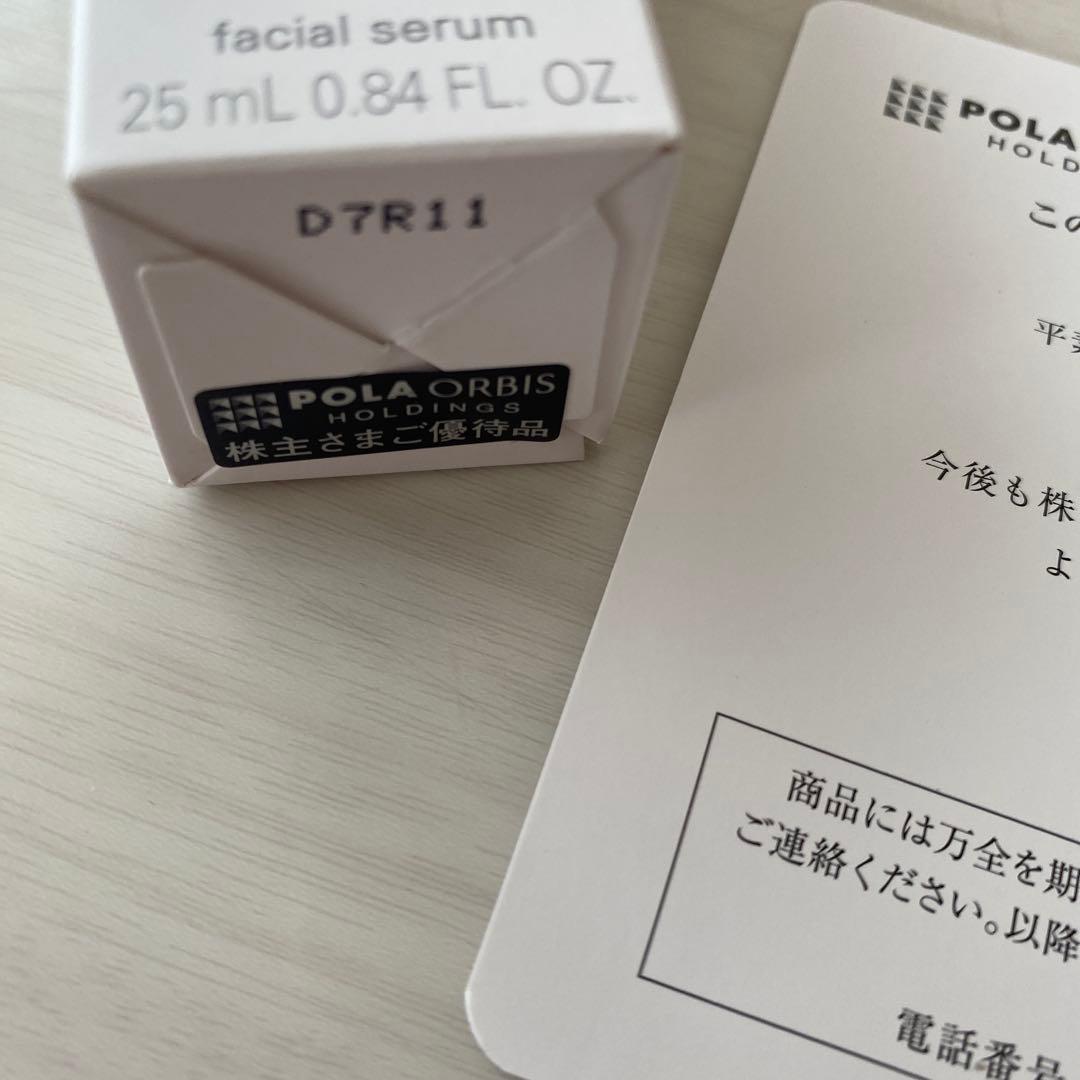 facial serum
25 mL 0.84 FL. OZ.
D7R11
POLA ORBIS
HOLDINGS
株主さまご優待品
POLA
HOLD
この
平素
今後も株
よ
商品には万全を期
ご連絡ください。以降
電話番号